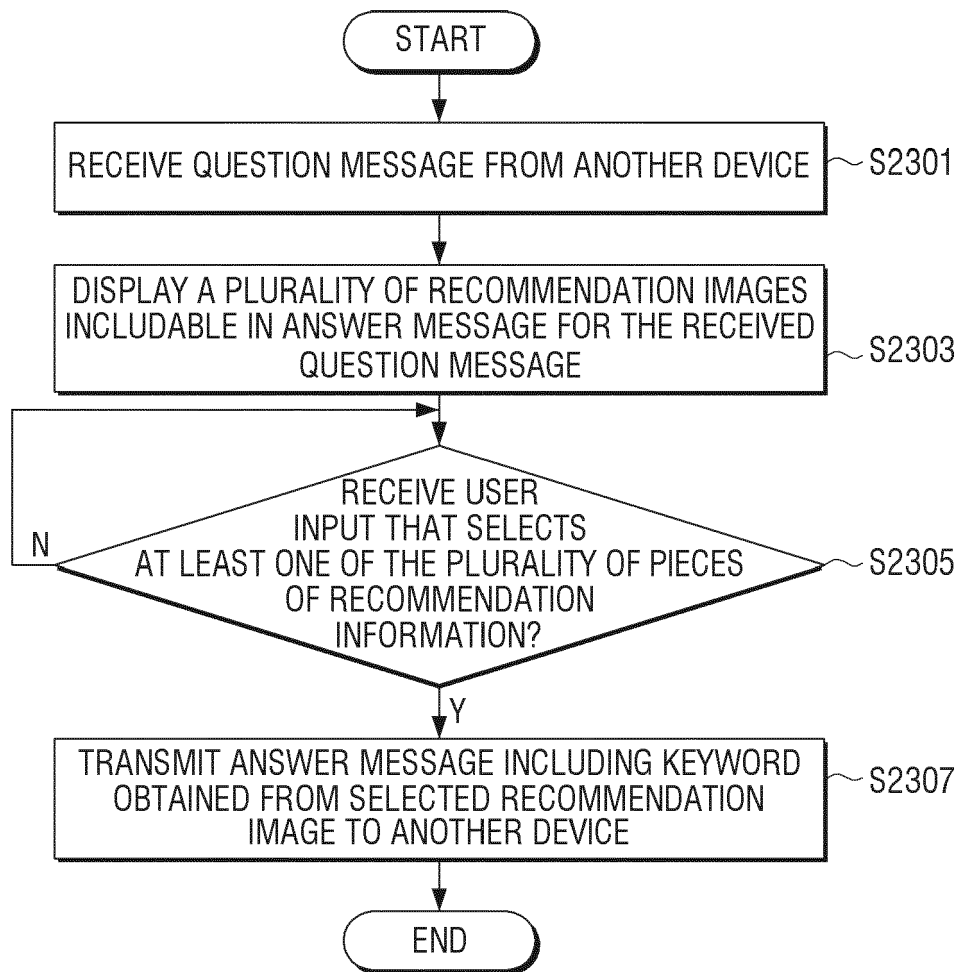 START
RECEIVE QUESTION MESSAGE FROM ANOTHER DEVICE
S2301
DISPLAY A PLURALITY OF RECOMMENDATION IMAGES
INCLUDABLE IN ANSWER MESSAGE FOR THE RECEIVED
QUESTION MESSAGE
S2303
RECEIVE USER
INPUT THAT SELECTS
AT LEAST ONE OF THE PLURALITY OF PIECES
OF RECOMMENDATION
INFORMATION?
N
S2305
Y
TRANSMIT ANSWER MESSAGE INCLUDING KEYWORD
OBTAINED FROM SELECTED RECOMMENDATION
IMAGE TO ANOTHER DEVICE
S2307
END